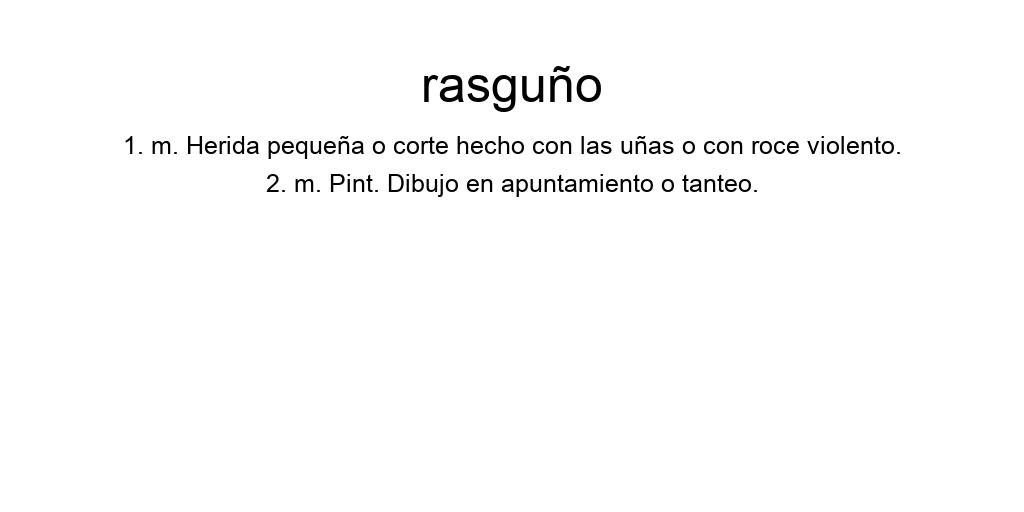 rasguño
1. m. Herida pequeña o corte hecho con las uñas o con roce violento.
2. m. Pint. Dibujo en apuntamiento o tanteo.